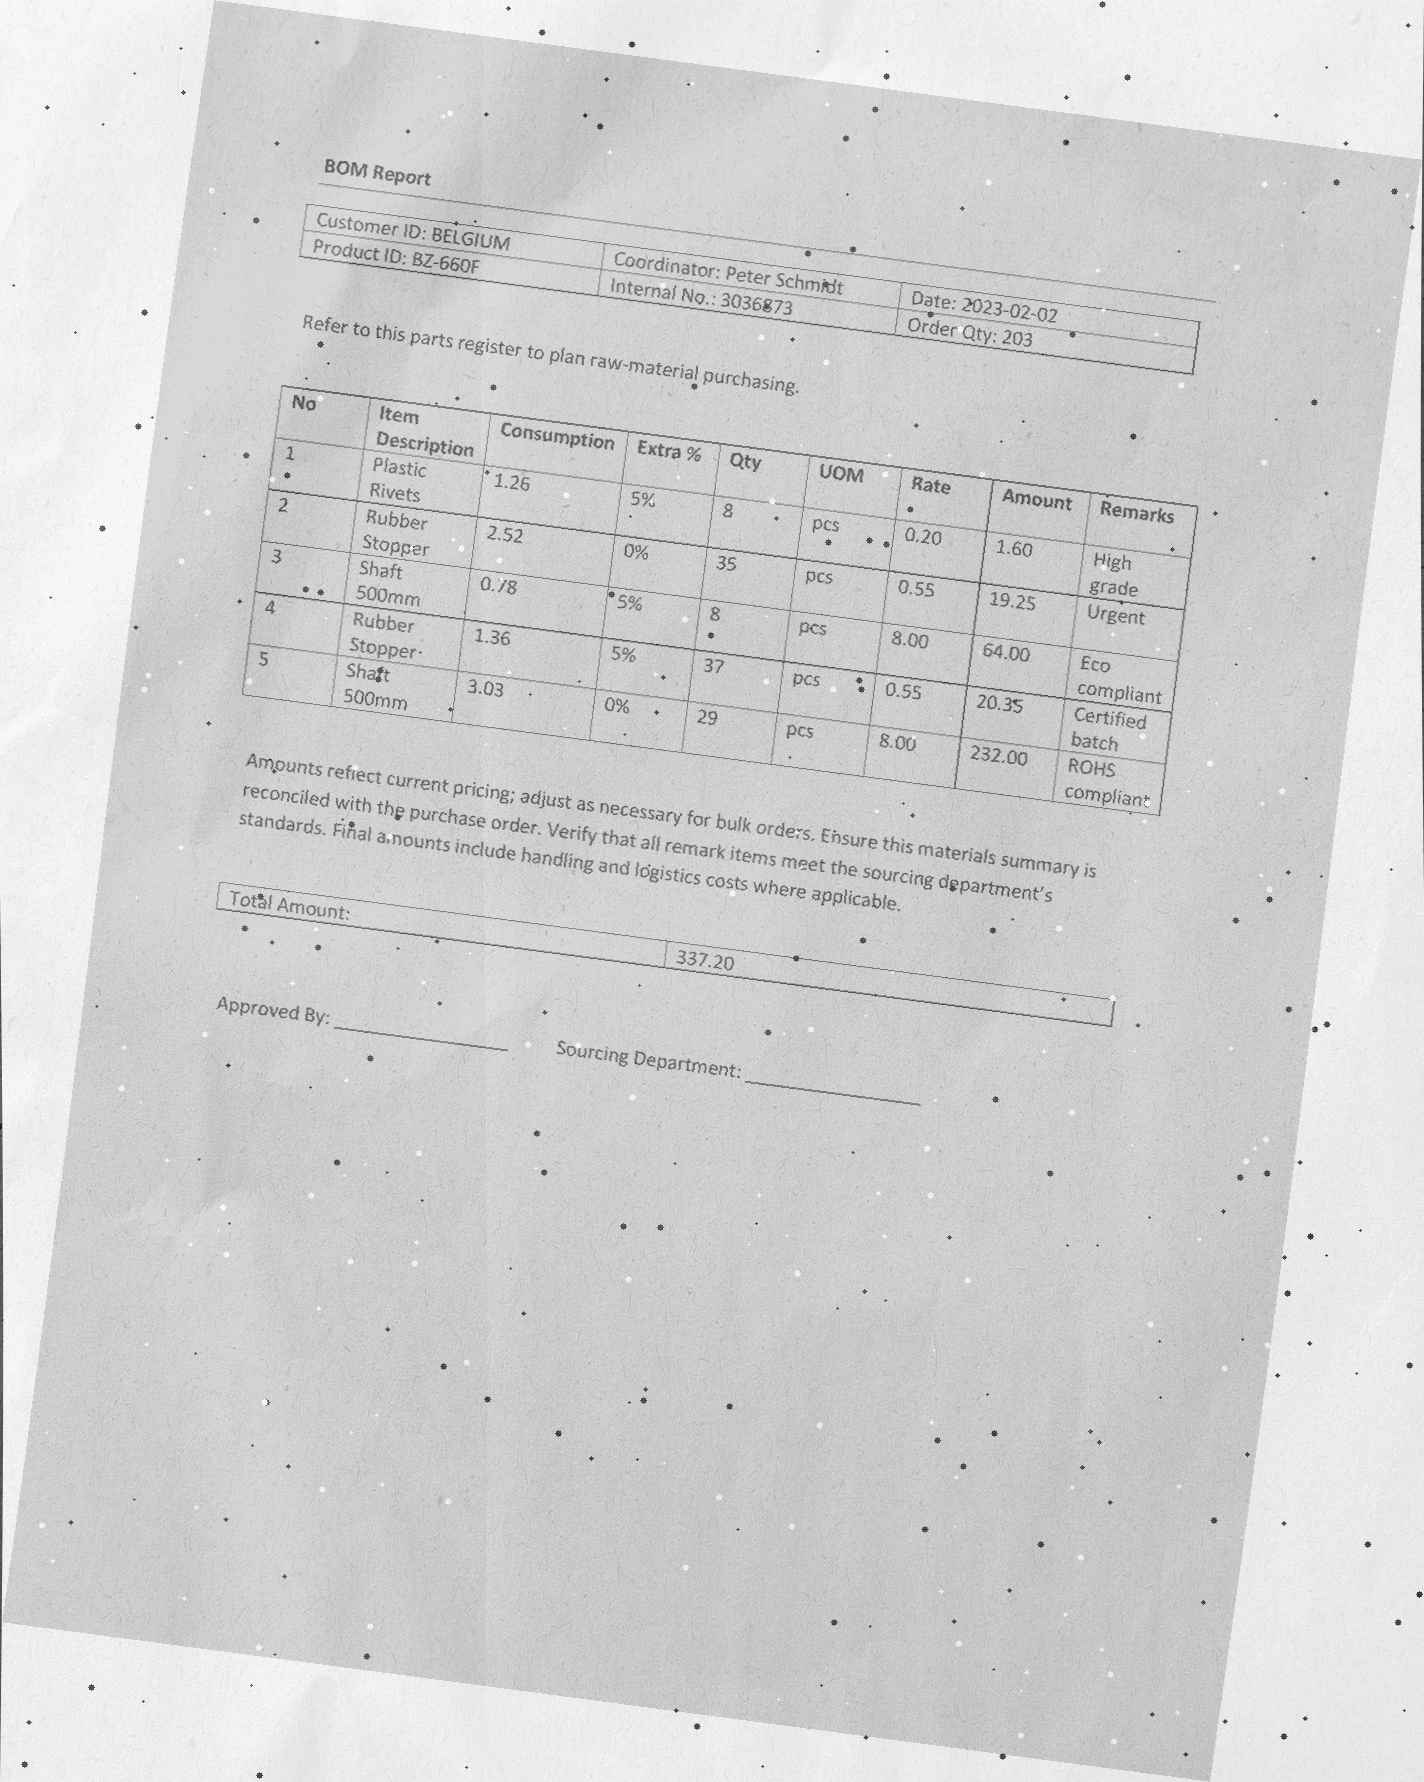 BOM Report
Customer ID: BELGIUM Coordinator: Peter Schmidt Date: 2023-02-02
Product ID: BZ-660F Internal No.: 3036873 Order Qty: 203
Refer to this parts register to plan raw-material purchasing.
No Item Description Consumption Extra % Qty UOM Rate Amount Remarks
1 Plastic Rivets 1.26 5% 8 pcs 0.20 1.60 High grade
2 Rubber Stopper 2.52 0% 35 pcs 0.55 19.25 Urgent
3 Shaft 500mm 0.78 5% 8 pcs 8.00 64.00 Eco compliant
4 Rubber Stopper 1.36 5% 37 pcs 0.55 20.35 Certified batch
5 Shaft 500mm 3.03 0% 29 pcs 8.00 232.00 ROHS compliant
Amounts reflect current pricing; adjust as necessary for bulk orders. Ensure this materials summary is
reconciled with the purchase order. Verify that all remark items meet the sourcing department's
standards. Final amounts include handling and logistics costs where applicable.
Total Amount: 337.20
Approved By: ________________ Sourcing Department: ________________